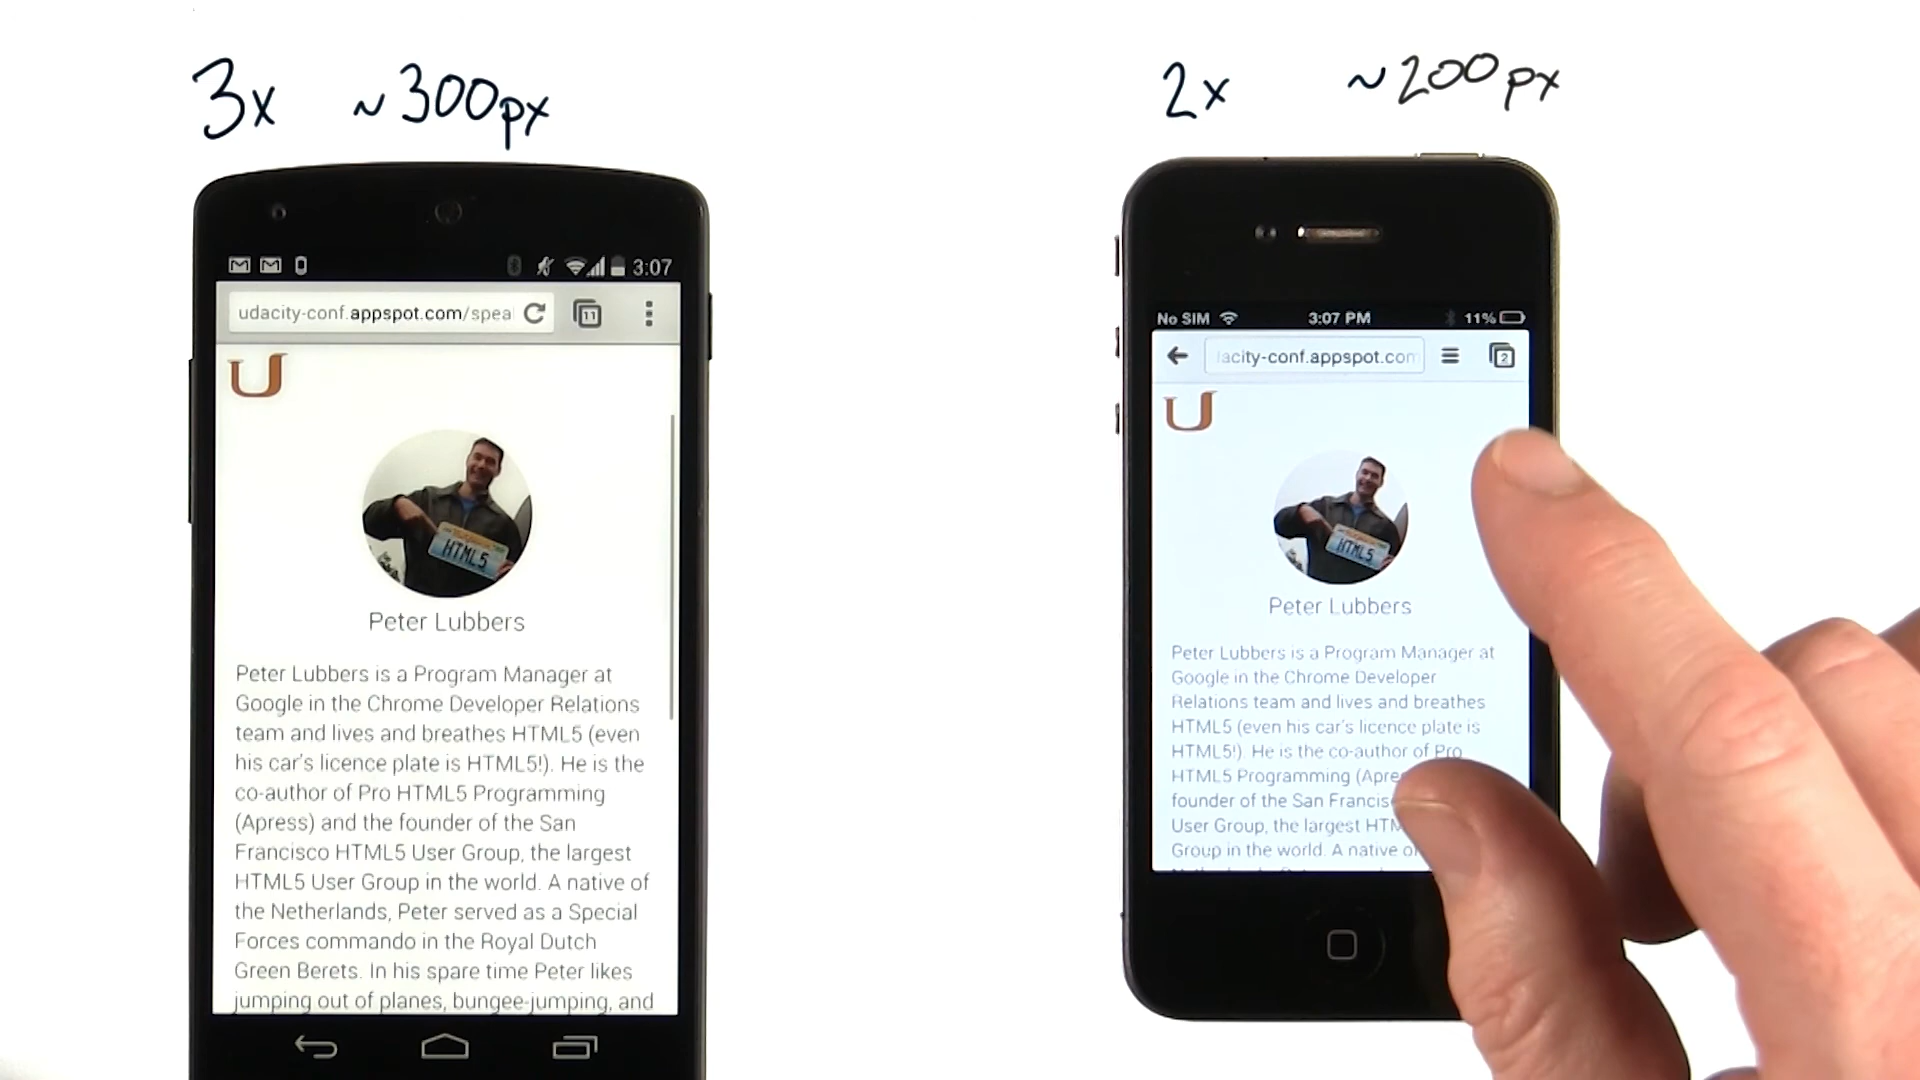 3x ~300px
2x ~200px
3:07
udacity-conf.appspot.com/spea
11
U
HTML5
Peter Lubbers
Peter Lubbers is a Program Manager at
Google in the Chrome Developer Relations
team and lives and breathes HTML5 (even
his car's licence plate is HTML5!). He is the
co-author of Pro HTML5 Programming
(Apress) and the founder of the San
Francisco HTML5 User Group, the largest
HTML5 User Group in the world. A native of
the Netherlands, Peter served as a Special
Forces commando in the Royal Dutch
Green Berets. In his spare time Peter likes
jumping out of planes, bungee-jumping, and
No SIM 3:07 PM 11%
acity-conf.appspot.com
2
U
HTML5
Peter Lubbers
Peter Lubbers is a Program Manager at
Google in the Chrome Developer
Relations team and lives and breathes
HTML5 (even his car's licence plate is
HTML5!). He is the co-author of Pro
HTML5 Programming (Apre
founder of the San Francis
User Group, the largest HTM
Group in the world. A native o